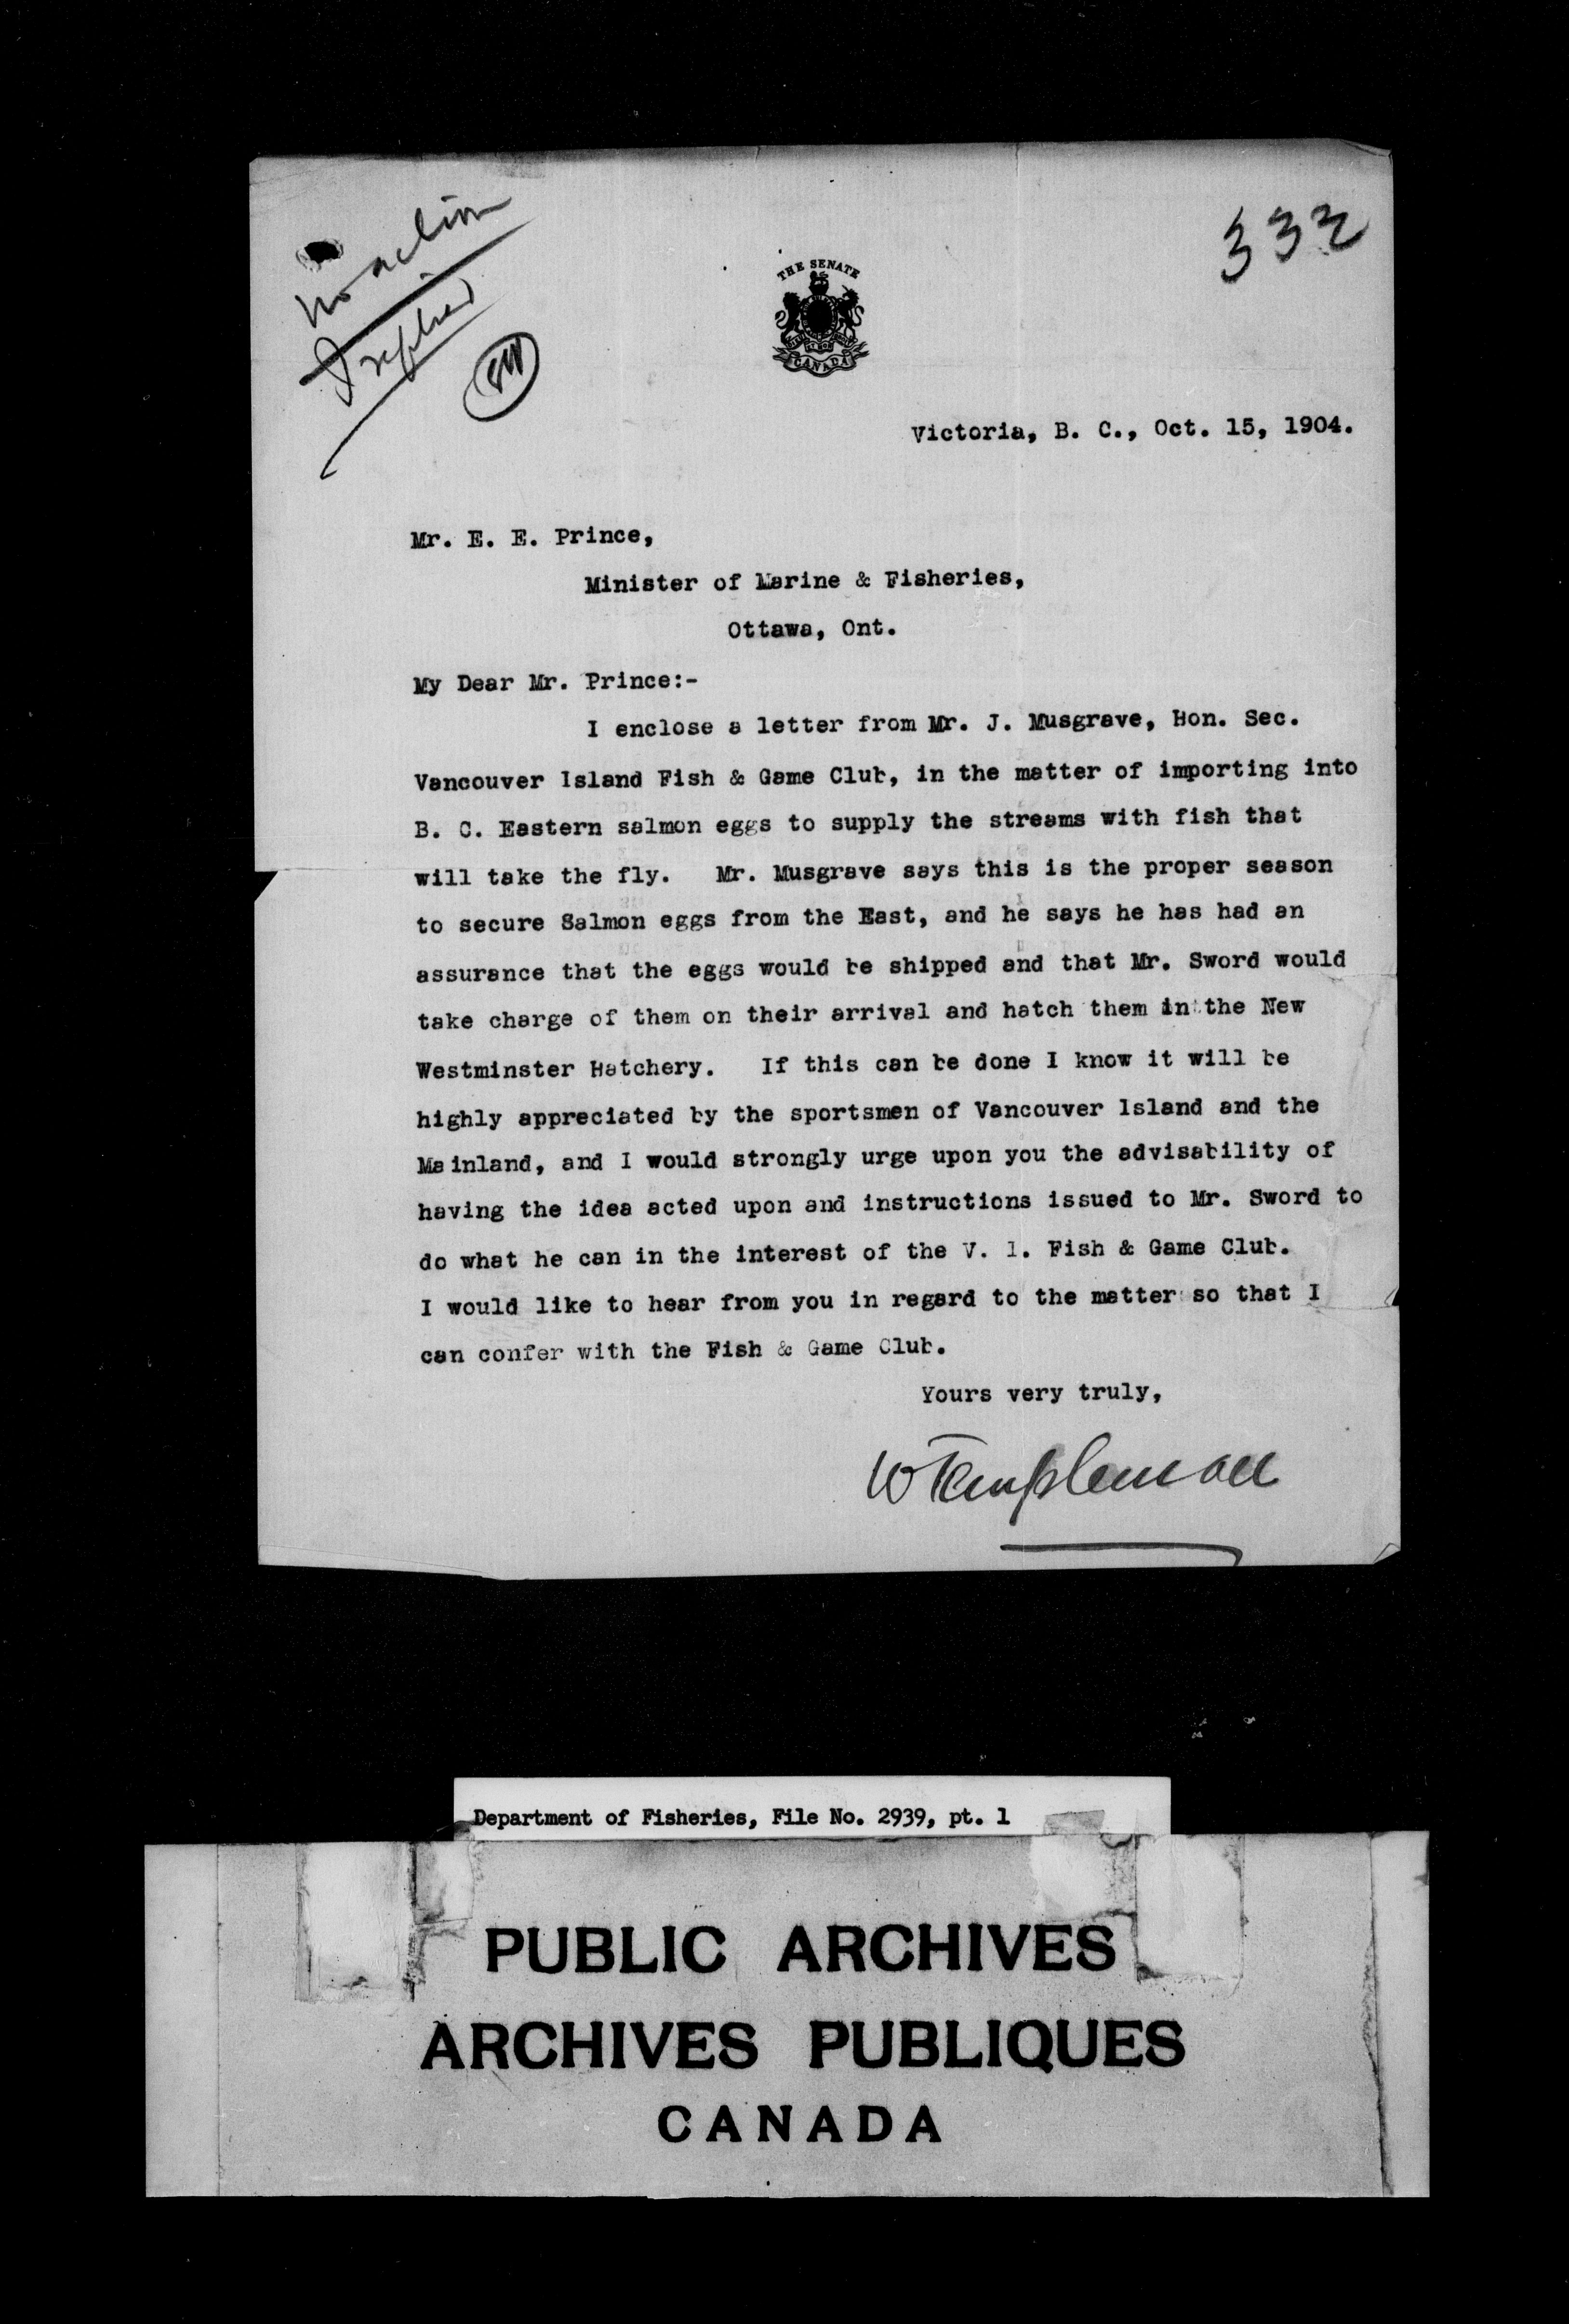 no action
I replied
332
THE SENATE
CANADA
Victoria, B. C., Oct. 15, 1904.
Mr. E. E. Prince,
Minister of Marine & Fisheries,
Ottawa, Ont.
My Dear Mr. Prince:-
I enclose a letter from Mr. J. Musgrave, Hon. Sec.
Vancouver Island Fish & Game Club, in the matter of importing into
B. C. Eastern salmon eggs to supply the streams with fish that
will take the fly. Mr. Musgrave says this is the proper season
to secure Salmon eggs from the East, and he says he has had an
assurance that the eggs would be shipped and that Mr. Sword would
take charge of them on their arrival and hatch them in the New
Westminster Hatchery. If this can be done I know it will be
highly appreciated by the sportsmen of Vancouver Island and the
Mainland, and I would strongly urge upon you the advisability of
having the idea acted upon and instructions issued to Mr. Sword to
do what he can in the interest of the V. I. Fish & Game Club.
I would like to hear from you in regard to the matter so that I
can confer with the Fish & Game Club.
Yours very truly,
W Templeman
Department of Fisheries, File No. 2939, pt. 1
PUBLIC ARCHIVES
ARCHIVES PUBLIQUES
CANADA